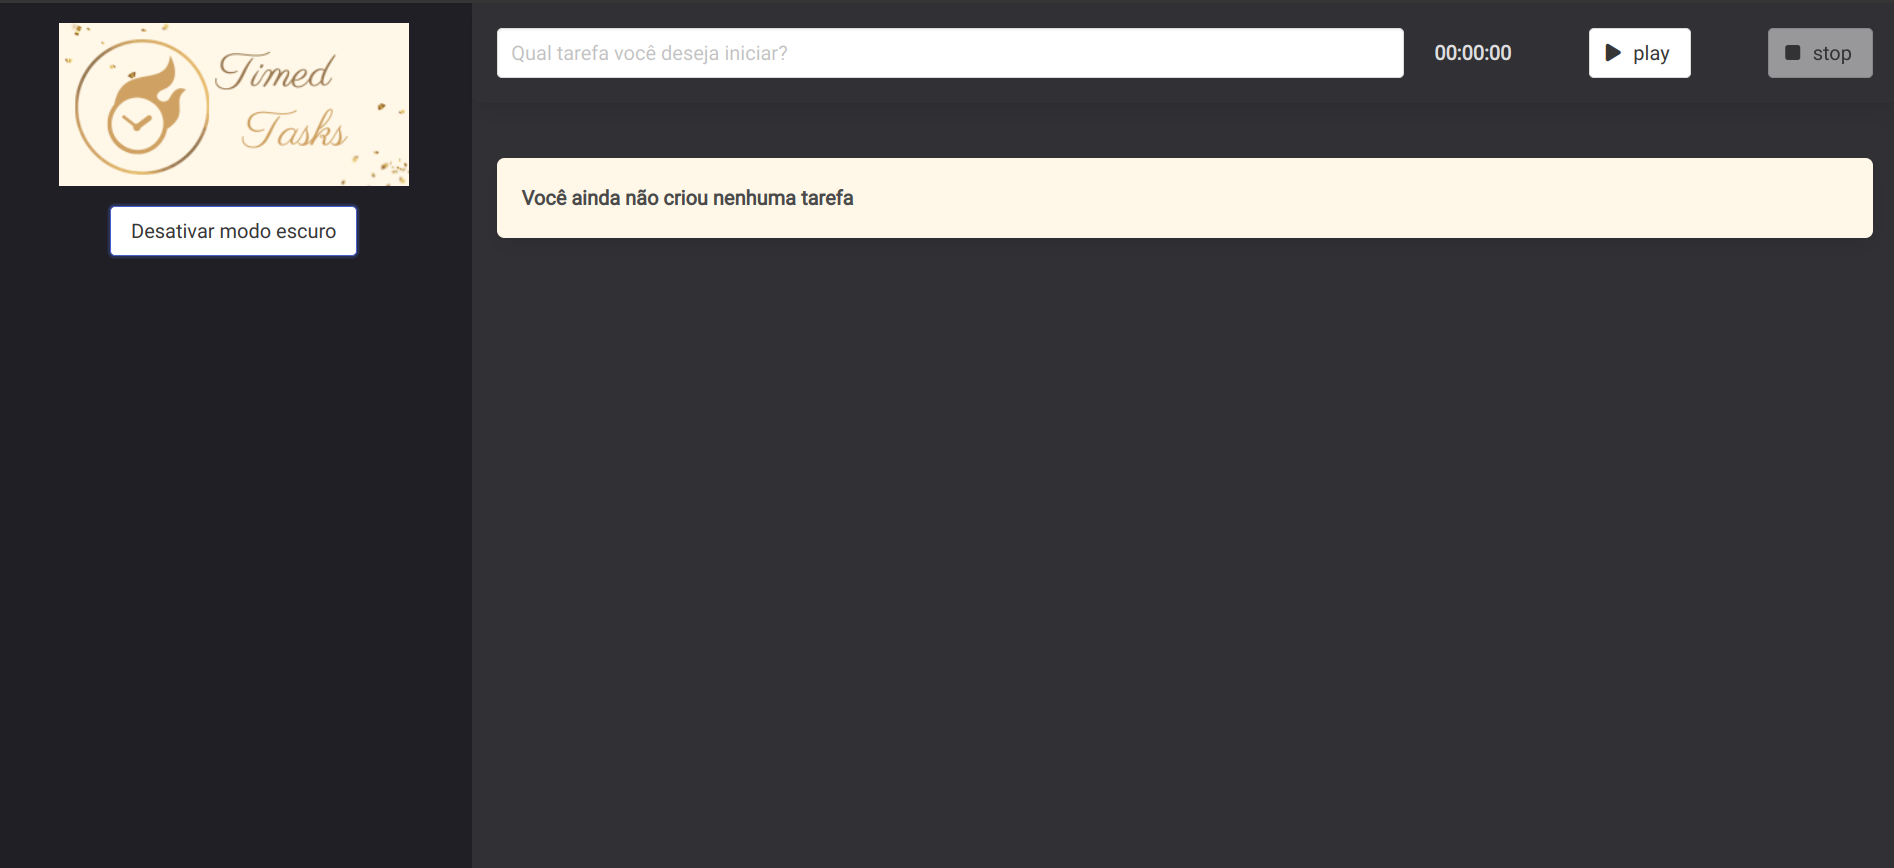 Timed
Tasks
Desativar modo escuro
Qual tarefa você deseja iniciar?
00:00:00
play
stop
Você ainda não criou nenhuma tarefa